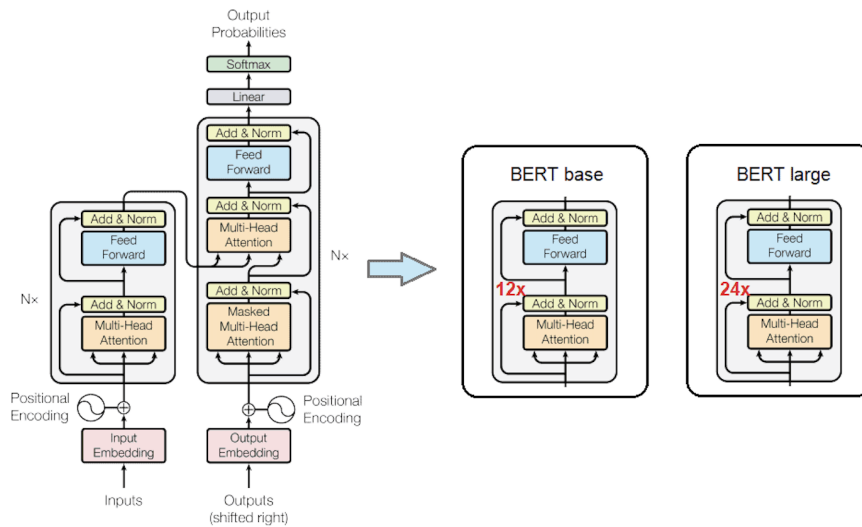 Output
Probabilities
Softmax
Linear
Add & Norm
Feed
Forward
Add & Norm
Multi-Head
Attention
Add & Norm
Masked
Multi-Head
Attention
N×
Add & Norm
Feed
Forward
N×
Add & Norm
Multi-Head
Attention
Positional
Encoding
Positional
Encoding
Input
Embedding
Output
Embedding
Inputs
Outputs
(shifted right)
BERT base
Add & Norm
Feed
Forward
12x
Add & Norm
Multi-Head
Attention
BERT large
Add & Norm
Feed
Forward
24x
Add & Norm
Multi-Head
Attention